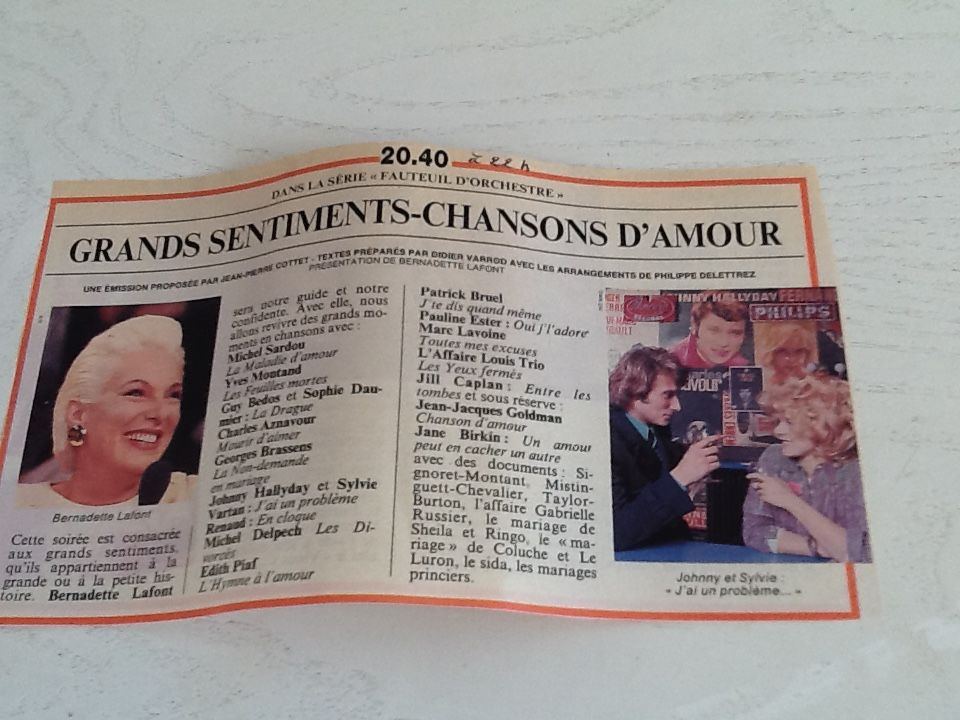 20.40 à 22 h
DANS LA SÉRIE « FAUTEUIL D'ORCHESTRE »
GRANDS SENTIMENTS-CHANSONS D'AMOUR
UNE ÉMISSION PROPOSÉE PAR JEAN-PIERRE COTTET - TEXTES PRÉPARÉS PAR DIDIER VARROD AVEC LES ARRANGEMENTS DE PHILIPPE DELETTREZ
PRÉSENTATION DE BERNADETTE LAFONT
Bernadette Lafont
Cette soirée est consacrée
aux grands sentiments,
qu'ils appartiennent à la
grande ou à la petite his-
toire. Bernadette Lafont
sera notre guide et notre
confidente. Avec elle, nous
allons revivre des grands mo-
ments en chansons avec :
Michel Sardou
La Maladie d'amour
Yves Montand
Les Feuilles mortes
Guy Bedos et Sophie Dau-
mier : La Drague
Charles Aznavour
Mourir d'aimer
Georges Brassens
La Non-demande
en mariage
Johnny Hallyday et Sylvie
Vartan : J'ai un problème
Renaud : En cloque
Michel Delpech Les Di-
vorcés
Edith Piaf
L'Hymne à l'amour
Patrick Bruel
J'te dis quand même
Pauline Ester : Oui j'l'adore
Marc Lavoine
Toutes mes excuses
L'Affaire Louis Trio
Les Yeux fermés
Jill Caplan : Entre les
tombes et sous réserve :
Jean-Jacques Goldman
Chanson d'amour
Jane Birkin : Un amour
peut en cacher un autre
avec des documents : Si-
gnoret-Montant, Mistin-
guett-Chevalier, Taylor-
Burton, l'affaire Gabrielle
Russier, le mariage de
Sheila et Ringo, le « ma-
riage » de Coluche et Le
Luron, le sida, les mariages
princiers.
NNY HALLYDAY FERR
PHILIPS
Johnny et Sylvie :
« J'ai un problème... »